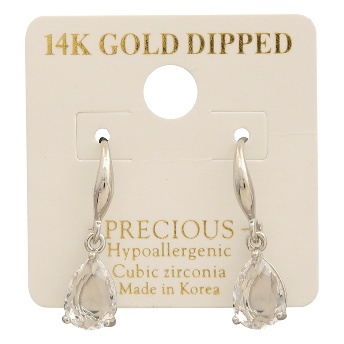 14K GOLD DIPPED
PRECIOUS
Hypoallergenic
Cubic zirconia
Made in Korea